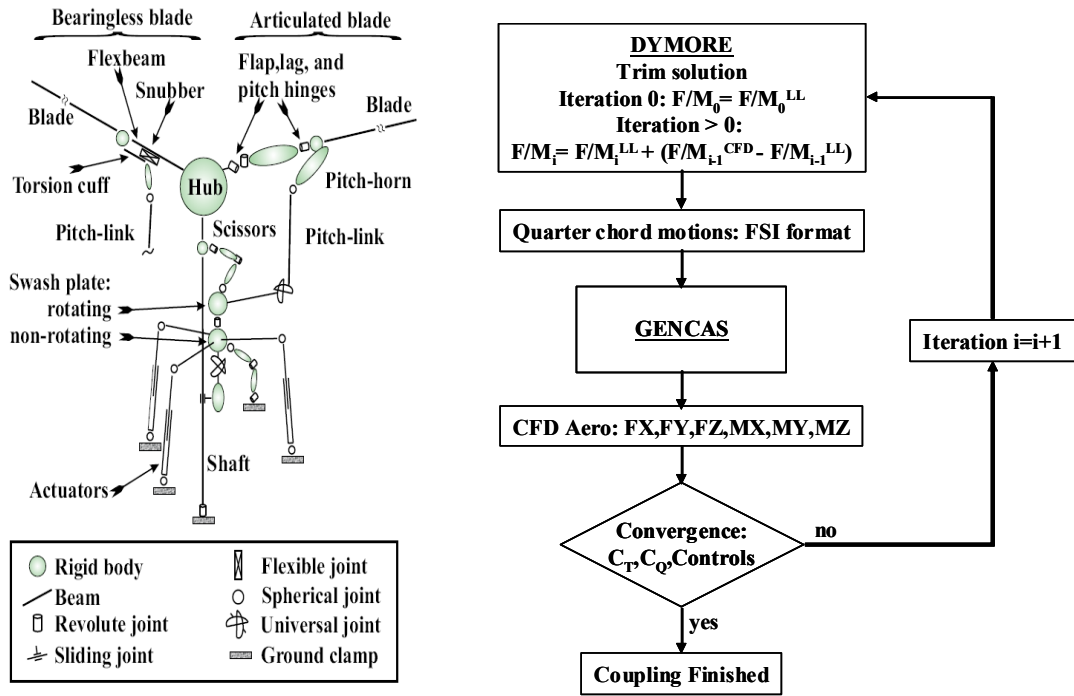 Bearingless blade
Articulated blade
Flexbeam
Flap,lag, and
pitch hinges
Snubber
Blade
Blade
Torsion cuff
Hub
Pitch-horn
Pitch-link
Scissors
Pitch-link
Swash plate:
rotating
non-rotating
Shaft
Actuators
Rigid body
Flexible joint
Beam
Spherical joint
Revolute joint
Universal joint
Sliding joint
Ground clamp
DYMORE
Trim solution
Iteration 0: F/M₀= F/M₀ᴸᴸ
Iteration > 0:
F/Mᵢ= F/Mᵢᴸᴸ + (F/Mᵢ₋₁ᶜᶠᴰ - F/Mᵢ₋₁ᴸᴸ)
Quarter chord motions: FSI format
GENCAS
Iteration i=i+1
CFD Aero: FX,FY,FZ,MX,MY,MZ
Convergence:
C_T,C_Q,Controls
no
yes
Coupling Finished